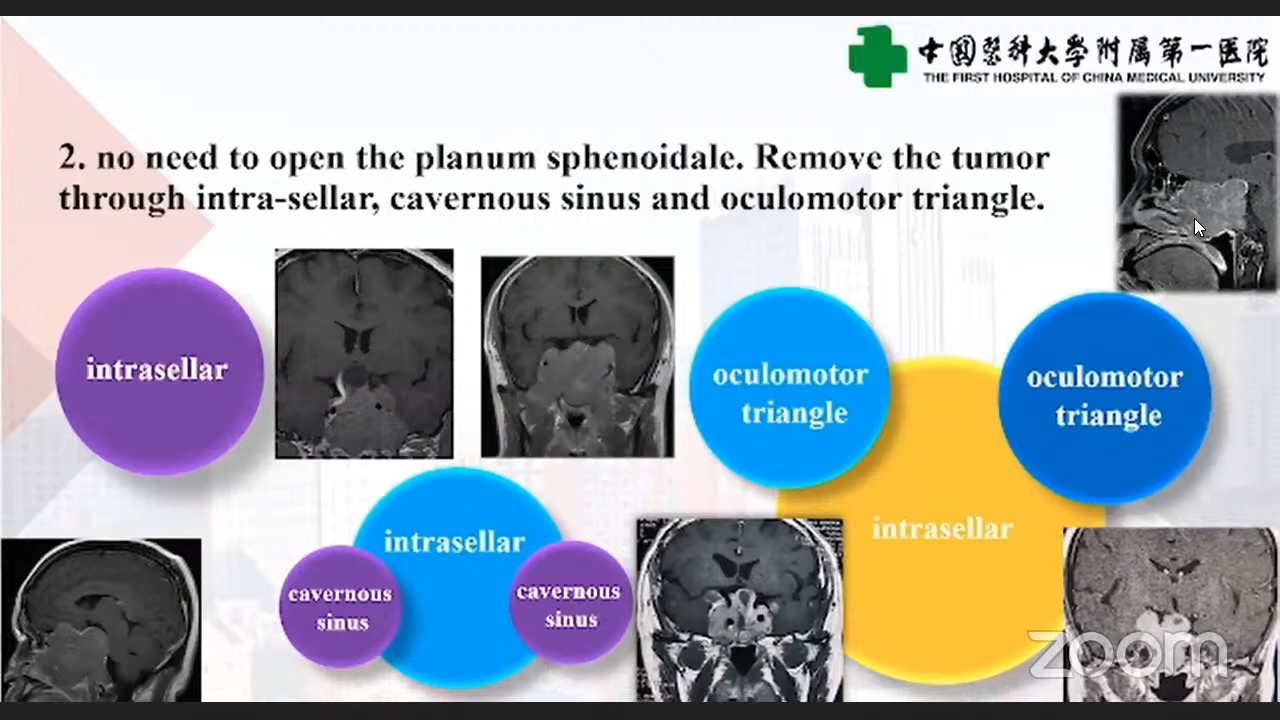 中国医科大学附属第一医院
THE FIRST HOSPITAL OF CHINA MEDICAL UNIVERSITY
2. no need to open the planum sphenoidale. Remove the tumor
through intra-sellar, cavernous sinus and oculomotor triangle.
intrasellar
oculomotor
triangle
oculomotor
triangle
intrasellar
intrasellar
cavernous
sinus
cavernous
sinus
zoom